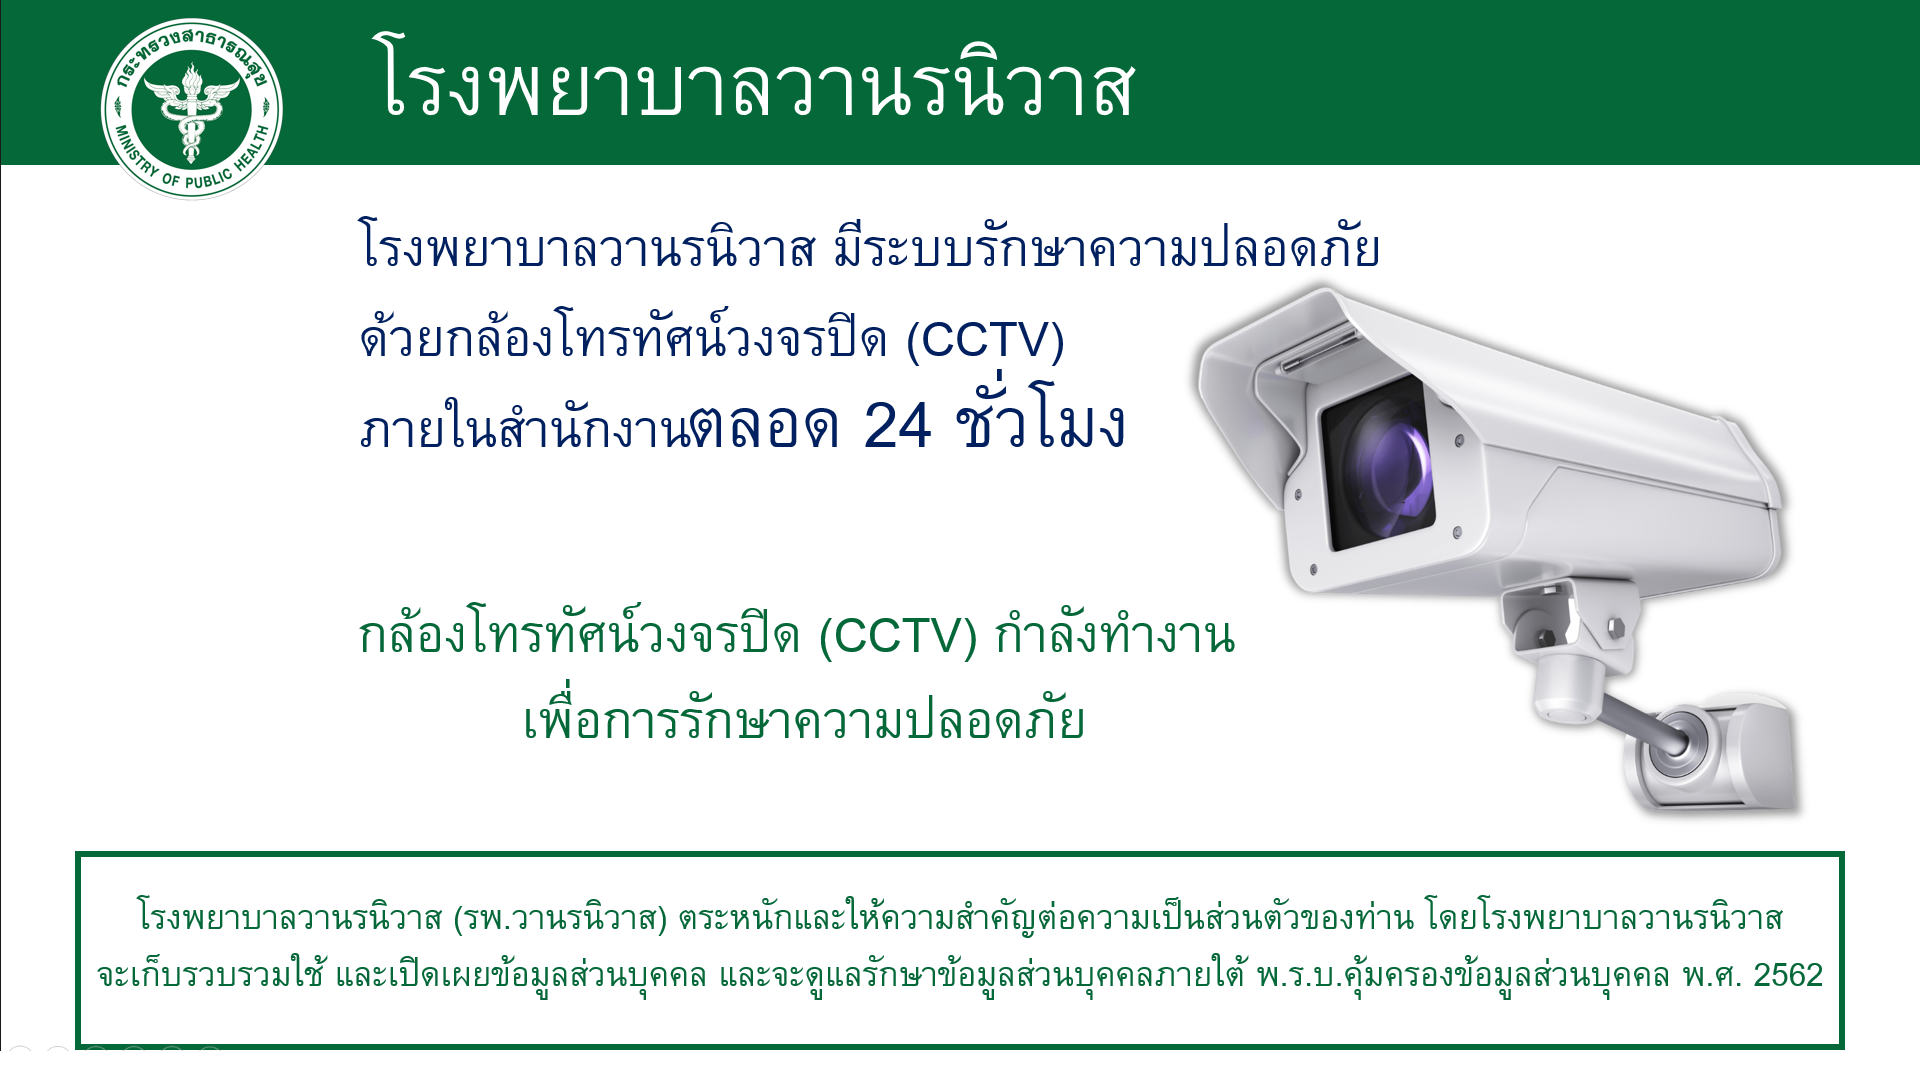 กระทรวงสาธารณสุข
MINISTRY OF PUBLIC HEALTH
โรงพยาบาลวานรนิวาส
โรงพยาบาลวานรนิวาส มีระบบรักษาความปลอดภัย
ด้วยกล้องโทรทัศน์วงจรปิด (CCTV)
ภายในสำนักงานตลอด 24 ชั่วโมง
กล้องโทรทัศน์วงจรปิด (CCTV) กำลังทำงาน
เพื่อการรักษาความปลอดภัย
โรงพยาบาลวานรนิวาส (รพ.วานรนิวาส) ตระหนักและให้ความสำคัญต่อความเป็นส่วนตัวของท่าน โดยโรงพยาบาลวานรนิวาส
จะเก็บรวบรวมใช้ และเปิดเผยข้อมูลส่วนบุคคล และจะดูแลรักษาข้อมูลส่วนบุคคลภายใต้ พ.ร.บ.คุ้มครองข้อมูลส่วนบุคคล พ.ศ. 2562